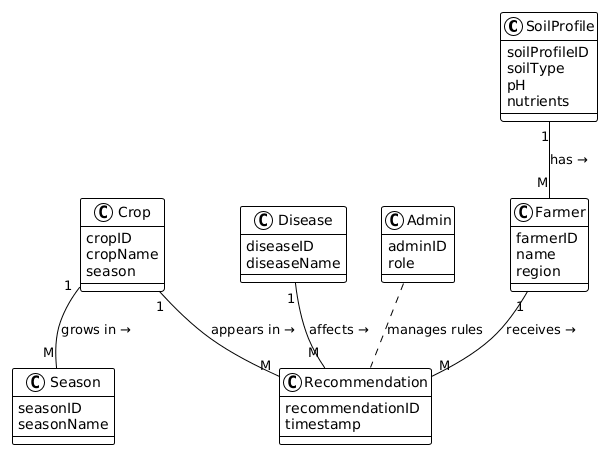 C SoilProfile
soilProfileID
soilType
pH
nutrients
1
has →
M
C Crop
cropID
cropName
season
C Disease
diseaseID
diseaseName
C Admin
adminID
role
C Farmer
farmerID
name
region
1
1
1
1
grows in →
appears in →
affects →
manages rules
receives →
M
M
M
M
C Season
seasonID
seasonName
C Recommendation
recommendationID
timestamp